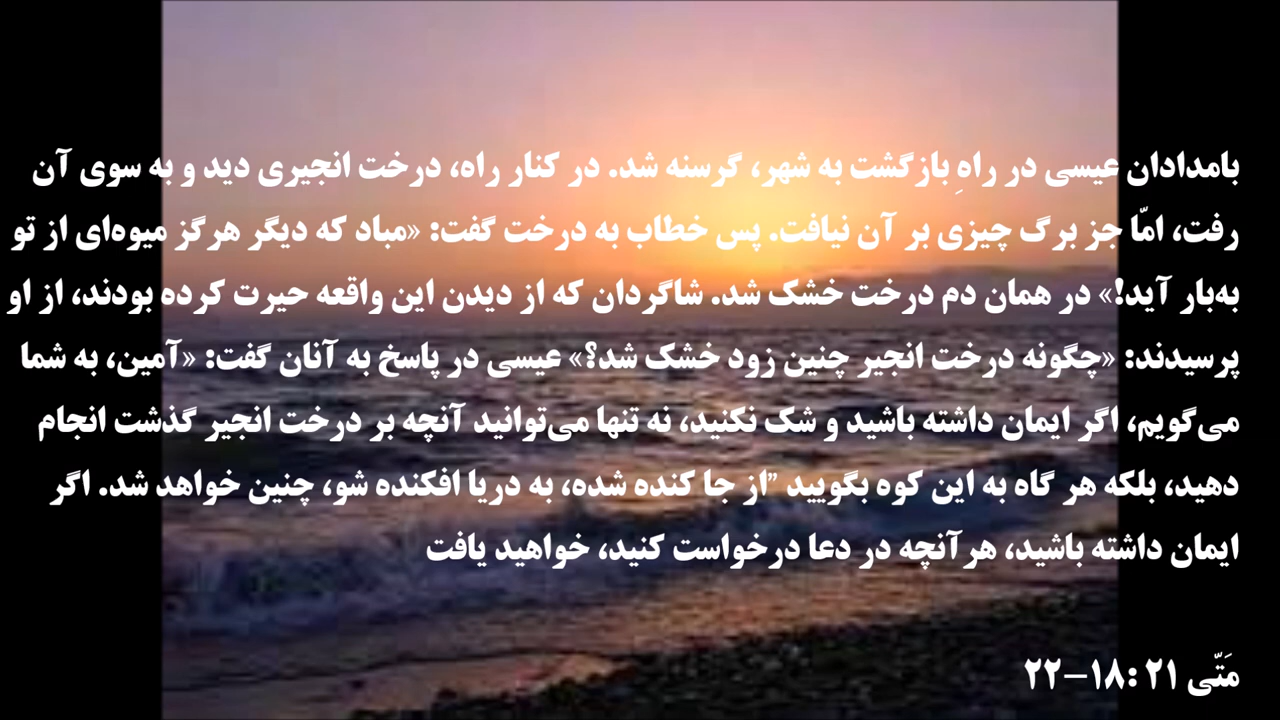 بامدادان عیسی در راهِ بازگشت به شهر، گرسنه شد. در کنار راه، درخت انجیری دید و به سوی آن
رفت، امّا جز برگ چیزی بر آن نیافت. پس خطاب به درخت گفت: «مباد که دیگر هرگز میوه‌ای از تو
به‌بار آید!» در همان دم درخت خشک شد. شاگردان که از دیدن این واقعه حیرت کرده بودند، از او
پرسیدند: «چگونه درخت انجیر چنین زود خشک شد؟» عیسی در پاسخ به آنان گفت: «آمین، به شما
می‌گویم، اگر ایمان داشته باشید و شک نکنید، نه تنها می‌توانید آنچه بر درخت انجیر گذشت انجام
دهید، بلکه هر گاه به این کوه بگویید ”از جا کنده شده، به دریا افکنده شو، چنین خواهد شد. اگر
ایمان داشته باشید، هرآنچه در دعا درخواست کنید، خواهید یافت
مَتّی ۲۱ :۱۸-۲۲